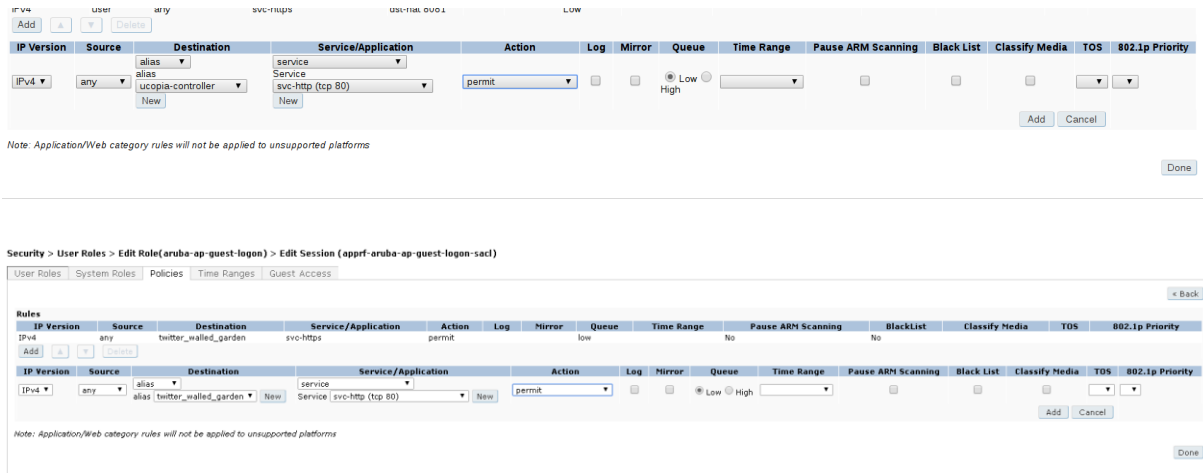 IPv4 user any svc-https dst-nat 8081 Low
Add ▲ ▼ Delete
IP Version Source Destination Service/Application Action Log Mirror Queue Time Range Pause ARM Scanning Black List Classify Media TOS 802.1p Priority
IPv4 any alias service permit Low High
alias Service
ucopia-controller svc-http (tcp 80)
New New
Add Cancel
Note: Application/Web category rules will not be applied to unsupported platforms
Done
Security > User Roles > Edit Role(aruba-ap-guest-logon) > Edit Session (apprf-aruba-ap-guest-logon-sacl)
User Roles System Roles Policies Time Ranges Guest Access
< Back
Rules
IP Version Source Destination Service/Application Action Log Mirror Queue Time Range Pause ARM Scanning BlackList Classify Media TOS 802.1p Priority
IPv4 any twitter_walled_garden svc-https permit low No No
Add ▲ ▼ Delete
IP Version Source Destination Service/Application Action Log Mirror Queue Time Range Pause ARM Scanning Black List Classify Media TOS 802.1p Priority
IPv4 any alias service permit Low High
alias twitter_walled_garden New Service svc-http (tcp 80) New
Add Cancel
Note: Application/Web category rules will not be applied to unsupported platforms
Done